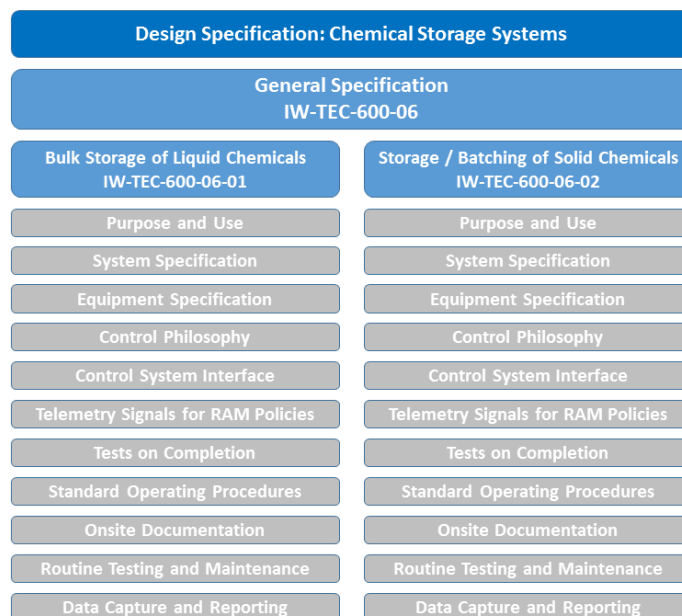 Design Specification: Chemical Storage Systems
General Specification
IW-TEC-600-06
Bulk Storage of Liquid Chemicals
IW-TEC-600-06-01
Purpose and Use
System Specification
Equipment Specification
Control Philosophy
Control System Interface
Telemetry Signals for RAM Policies
Tests on Completion
Standard Operating Procedures
Onsite Documentation
Routine Testing and Maintenance
Data Capture and Reporting
Storage / Batching of Solid Chemicals
IW-TEC-600-06-02
Purpose and Use
System Specification
Equipment Specification
Control Philosophy
Control System Interface
Telemetry Signals for RAM Policies
Tests on Completion
Standard Operating Procedures
Onsite Documentation
Routine Testing and Maintenance
Data Capture and Reporting